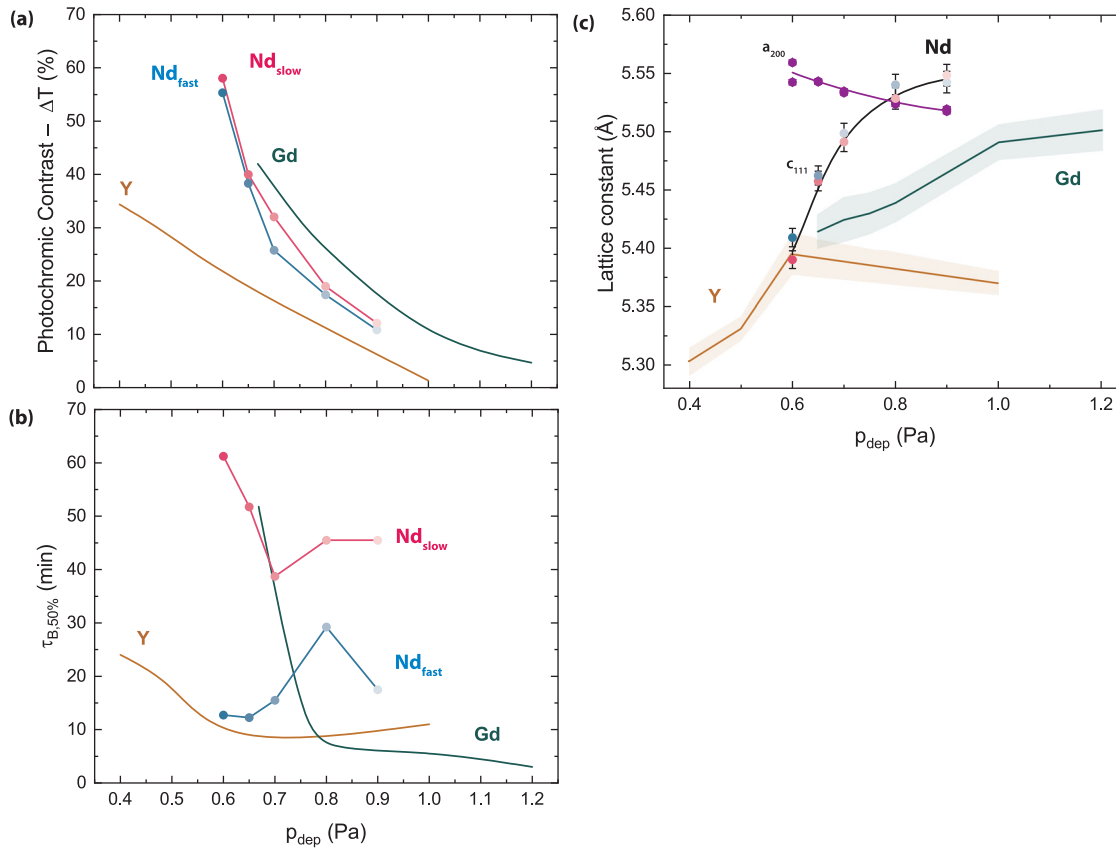 (a)
Photochromic Contrast – ΔT (%)
70
60
50
40
30
20
10
0
Nd_fast
Nd_slow
Gd
Y
(b)
τ_B,50% (min)
70
60
50
40
30
20
10
0
Nd_slow
Nd_fast
Y
Gd
0.4 0.5 0.6 0.7 0.8 0.9 1.0 1.1 1.2
p_dep (Pa)
(c)
Lattice constant (Å)
5.60
5.55
5.50
5.45
5.40
5.35
5.30
a_200
Nd
c_111
Gd
Y
0.4 0.6 0.8 1.0 1.2
p_dep (Pa)